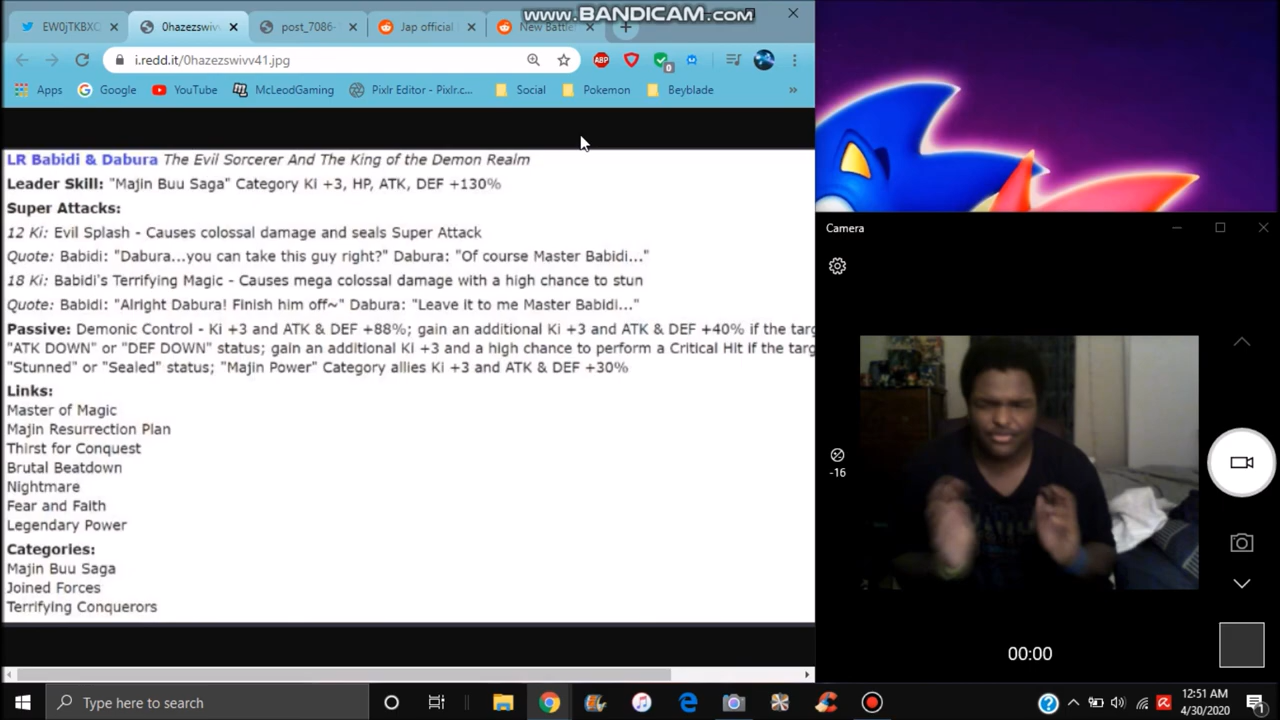 www.BANDICAM.com
EW0jTKBXC
0hazezswivv
post_7086-
Jap official
New Battle
i.redd.it/0hazezswivv41.jpg
ABP
0
Apps
Google
YouTube
McLeodGaming
Pixlr Editor - Pixlr.c...
Social
Pokemon
Beyblade
»
LR Babidi & Dabura The Evil Sorcerer And The King of the Demon Realm
Leader Skill: "Majin Buu Saga" Category Ki +3, HP, ATK, DEF +130%
Super Attacks:
12 Ki: Evil Splash - Causes colossal damage and seals Super Attack
Quote: Babidi: "Dabura...you can take this guy right?" Dabura: "Of course Master Babidi..."
18 Ki: Babidi's Terrifying Magic - Causes mega colossal damage with a high chance to stun
Quote: Babidi: "Alright Dabura! Finish him off~" Dabura: "Leave it to me Master Babidi..."
Passive: Demonic Control - Ki +3 and ATK & DEF +88%; gain an additional Ki +3 and ATK & DEF +40% if the targ
"ATK DOWN" or "DEF DOWN" status; gain an additional Ki +3 and a high chance to perform a Critical Hit if the targ
"Stunned" or "Sealed" status; "Majin Power" Category allies Ki +3 and ATK & DEF +30%
Links:
Master of Magic
Majin Resurrection Plan
Thirst for Conquest
Brutal Beatdown
Nightmare
Fear and Faith
Legendary Power
Categories:
Majin Buu Saga
Joined Forces
Terrifying Conquerors
Camera
-16
00:00
Type here to search
12:51 AM
4/30/2020
1